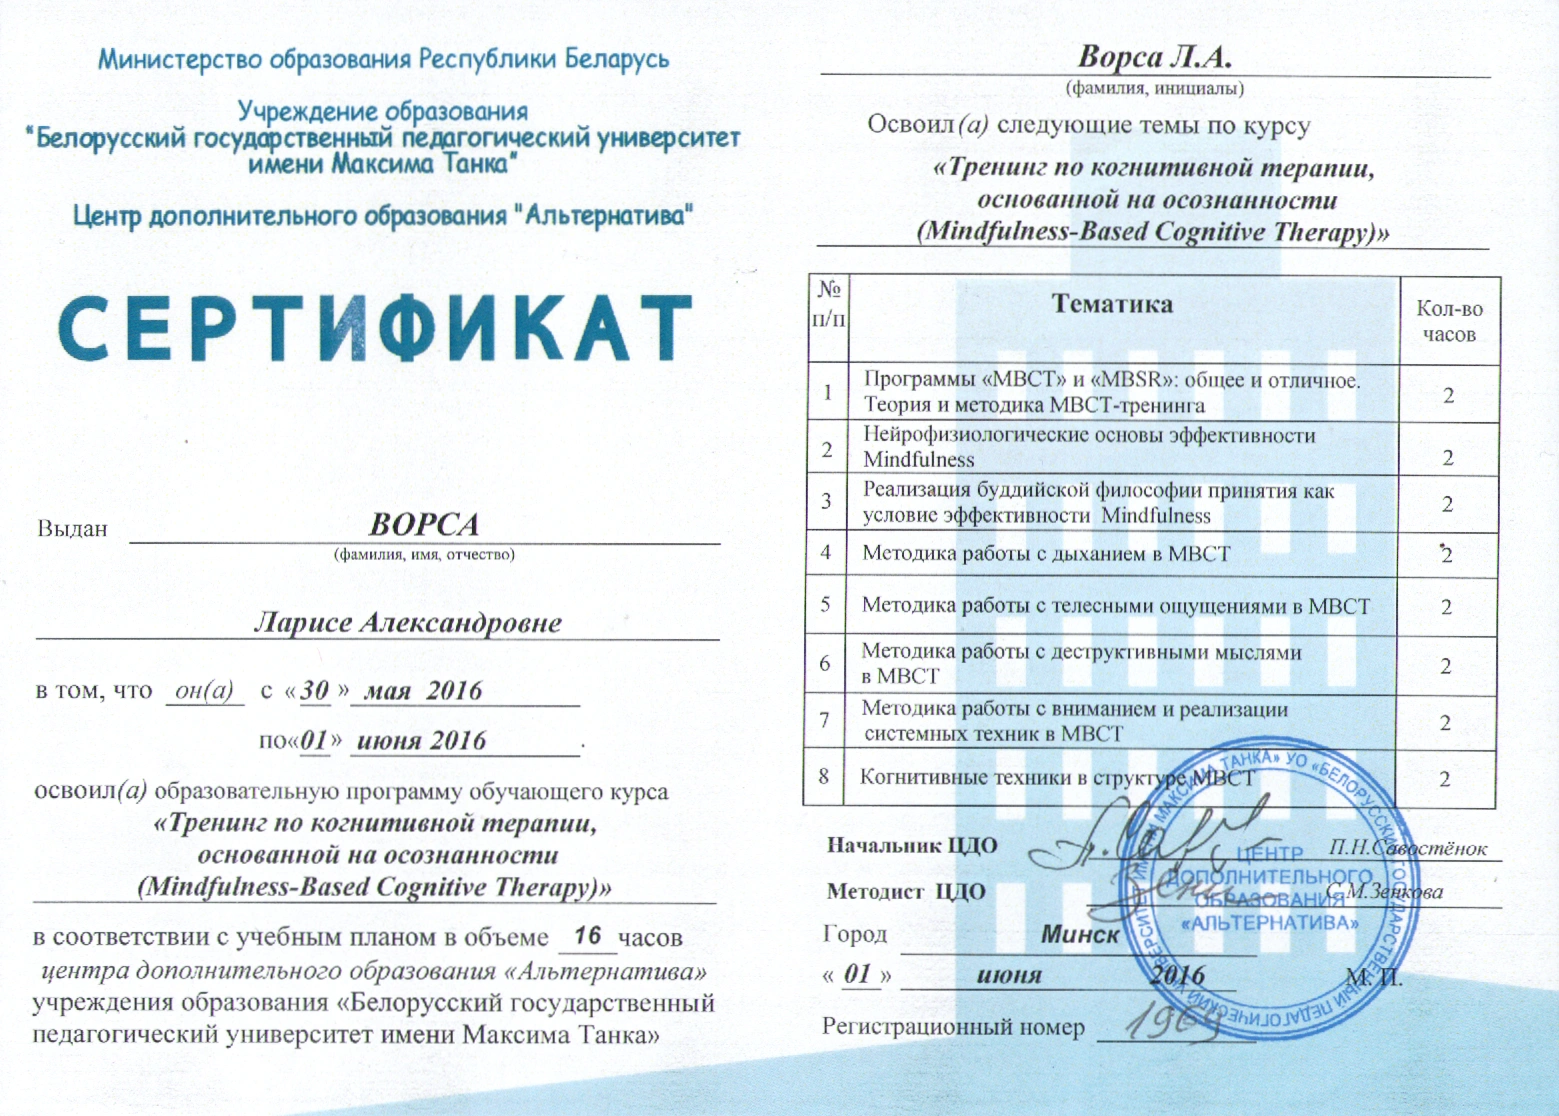 Министерство образования Республики Беларусь
Учреждение образования
"Белорусский государственный педагогический университет
имени Максима Танка"
Центр дополнительного образования "Альтернатива"
СЕРТИФИКАТ
Выдан ВОРСА
(фамилия, имя, отчество)
Ларисе Александровне
в том, что он(а) с «30» мая 2016
по«01» июня 2016.
освоил(а) образовательную программу обучающего курса
«Тренинг по когнитивной терапии,
основанной на осознанности
(Mindfulness-Based Cognitive Therapy)»
в соответствии с учебным планом в объеме 16 часов
центра дополнительного образования «Альтернатива»
учреждения образования «Белорусский государственный
педагогический университет имени Максима Танка»
Ворса Л.А.
(фамилия, инициалы)
Освоил(а) следующие темы по курсу
«Тренинг по когнитивной терапии,
основанной на осознанности
(Mindfulness-Based Cognitive Therapy)»
№ п/п Тематика Кол-во часов
1 Программы «МВСТ» и «MBSR»: общее и отличное.
Теория и методика МВСТ-тренинга 2
2 Нейрофизиологические основы эффективности
Mindfulness 2
3 Реализация буддийской философии принятия как
условие эффективности Mindfulness 2
4 Методика работы с дыханием в МВСТ 2
5 Методика работы с телесными ощущениями в МВСТ 2
6 Методика работы с деструктивными мыслями
в МВСТ 2
7 Методика работы с вниманием и реализации
системных техник в МВСТ 2
8 Когнитивные техники в структуре МВСТ 2
Начальник ЦДО П.Н.Савостёнок
Методист ЦДО С.М.Зенкова
Город Минск
«01» июня 2016 М. П.
Регистрационный номер 1969
УО «БЕЛОРУССКИЙ ГОСУДАРСТВЕННЫЙ ПЕДАГОГИЧЕСКИЙ УНИВЕРСИТЕТ ИМЕНИ МАКСИМА ТАНКА»
ЦЕНТР
ДОПОЛНИТЕЛЬНОГО
ОБРАЗОВАНИЯ
«АЛЬТЕРНАТИВА»